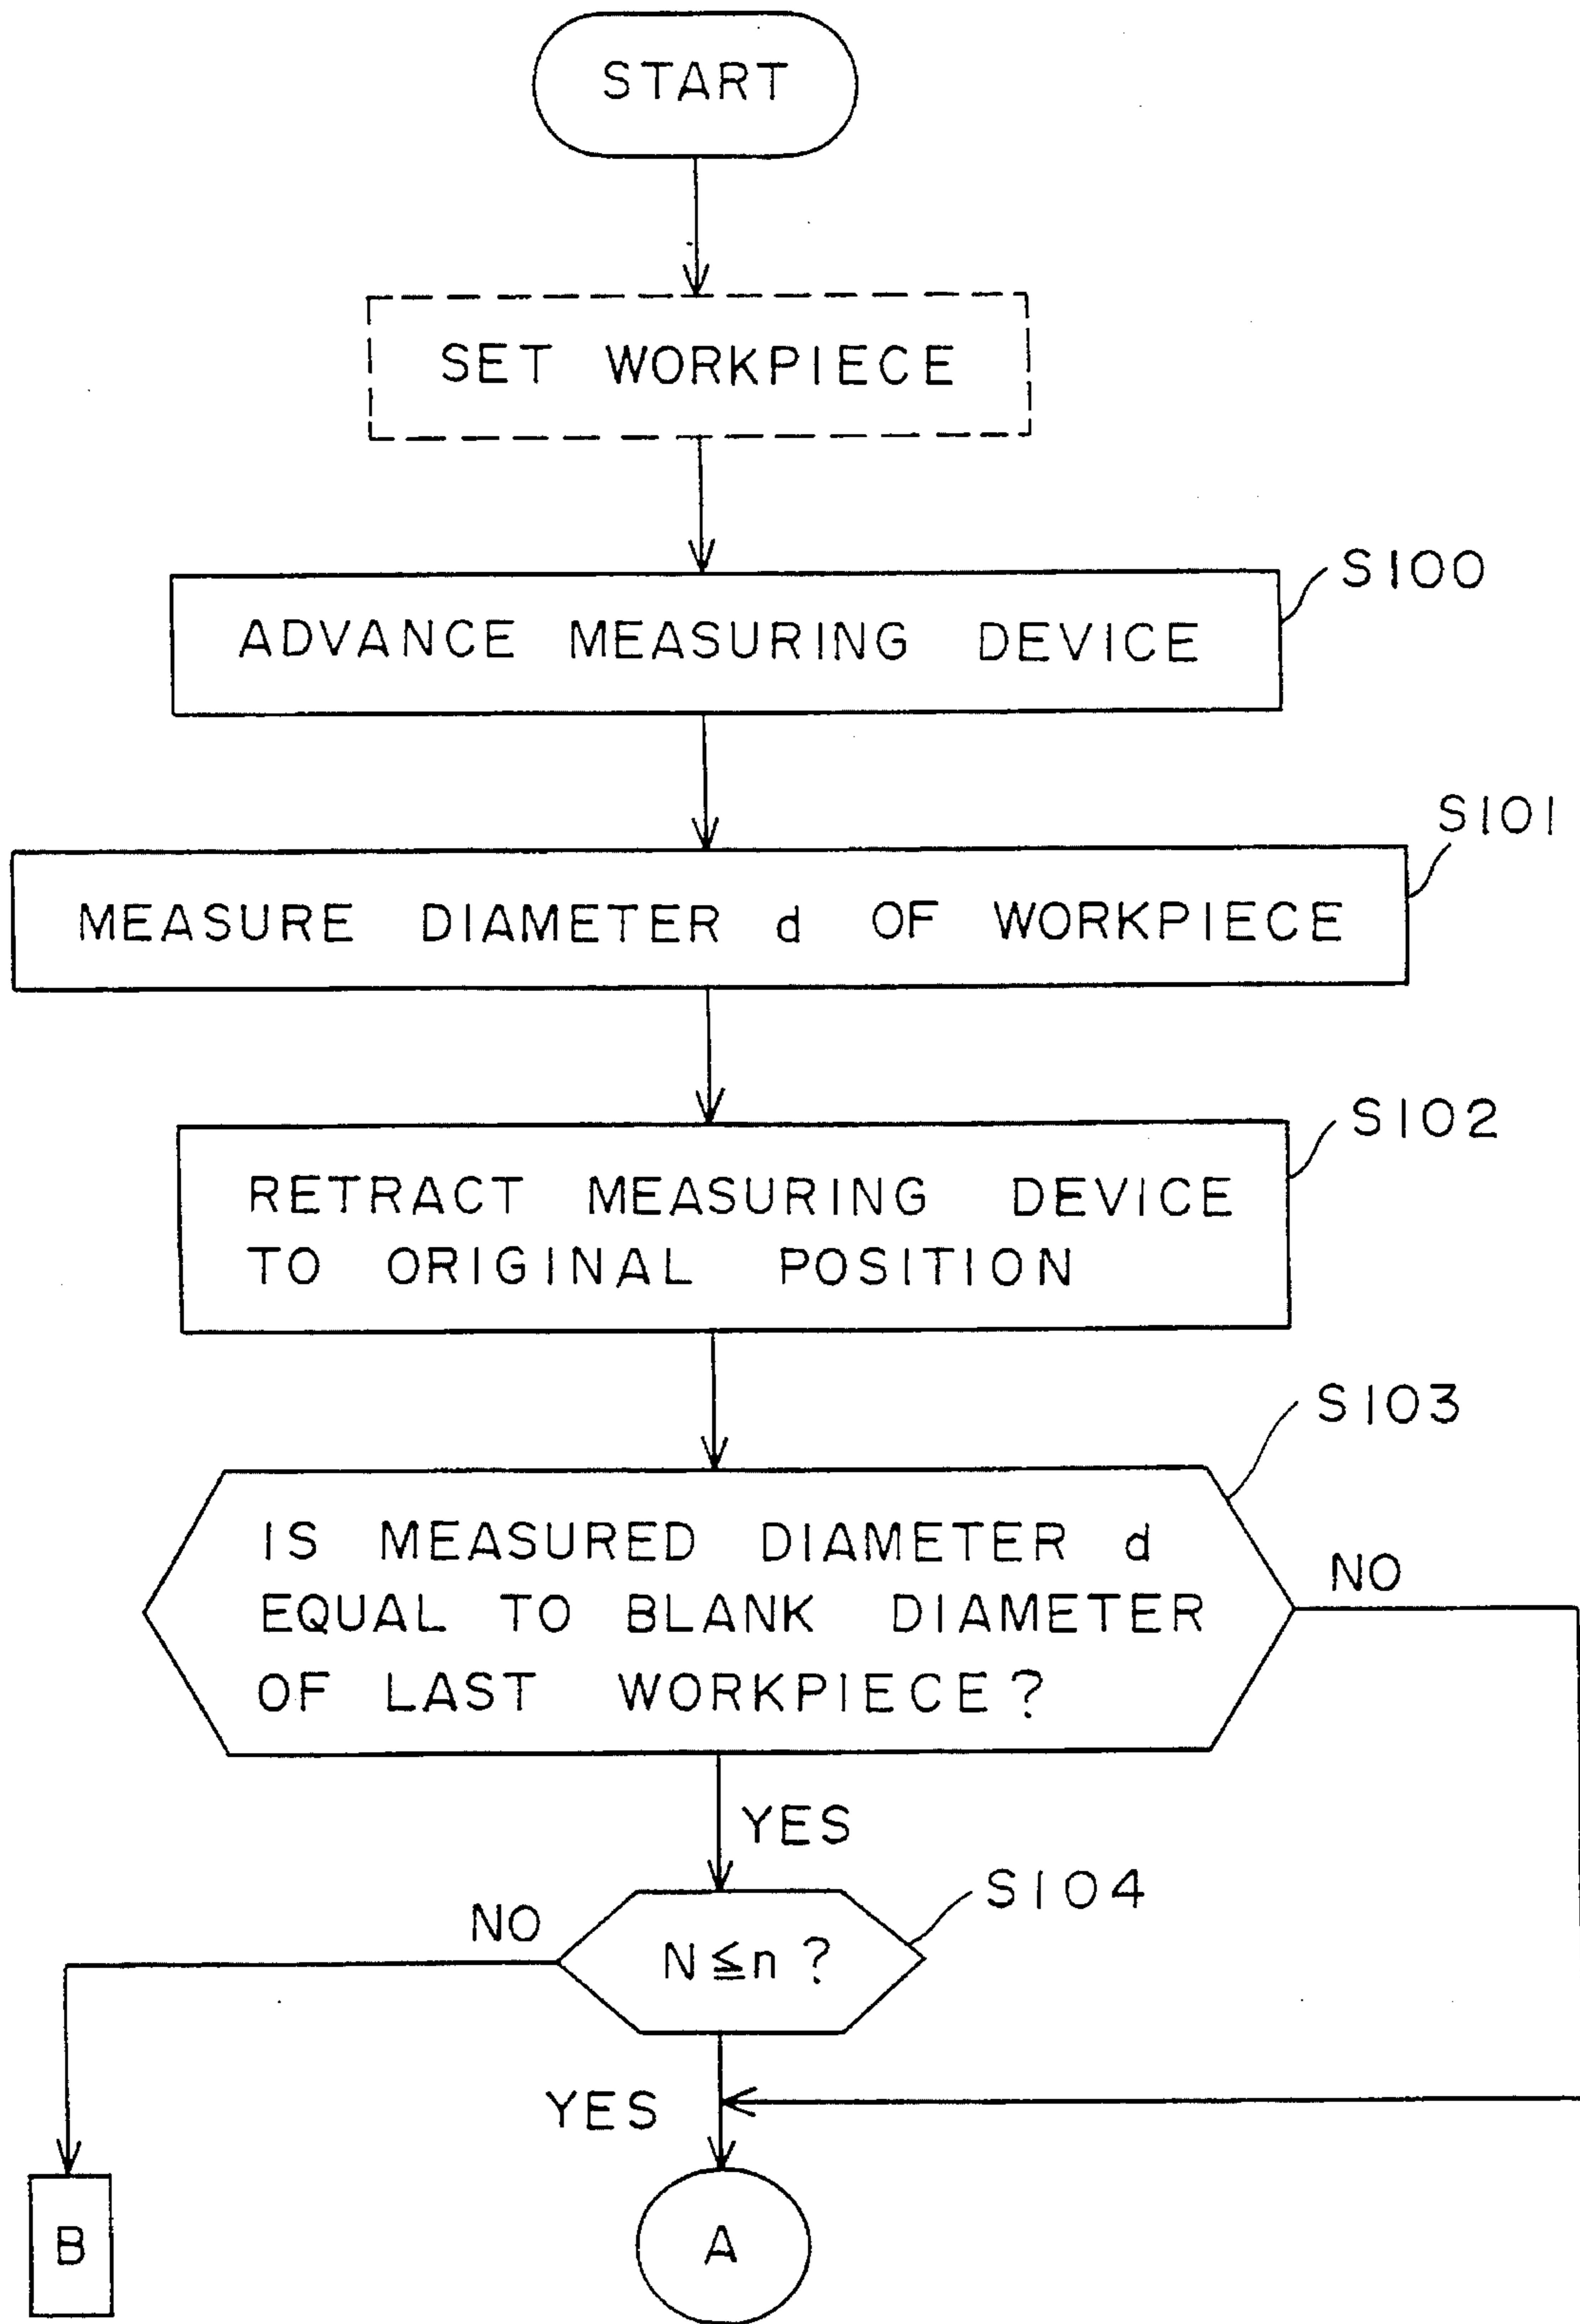 START
SET WORKPIECE
S100
ADVANCE MEASURING DEVICE
S101
MEASURE DIAMETER d OF WORKPIECE
S102
RETRACT MEASURING DEVICE
TO ORIGINAL POSITION
S103
IS MEASURED DIAMETER d
EQUAL TO BLANK DIAMETER
OF LAST WORKPIECE?
NO
YES
S104
NO
N≦n?
YES
B
A